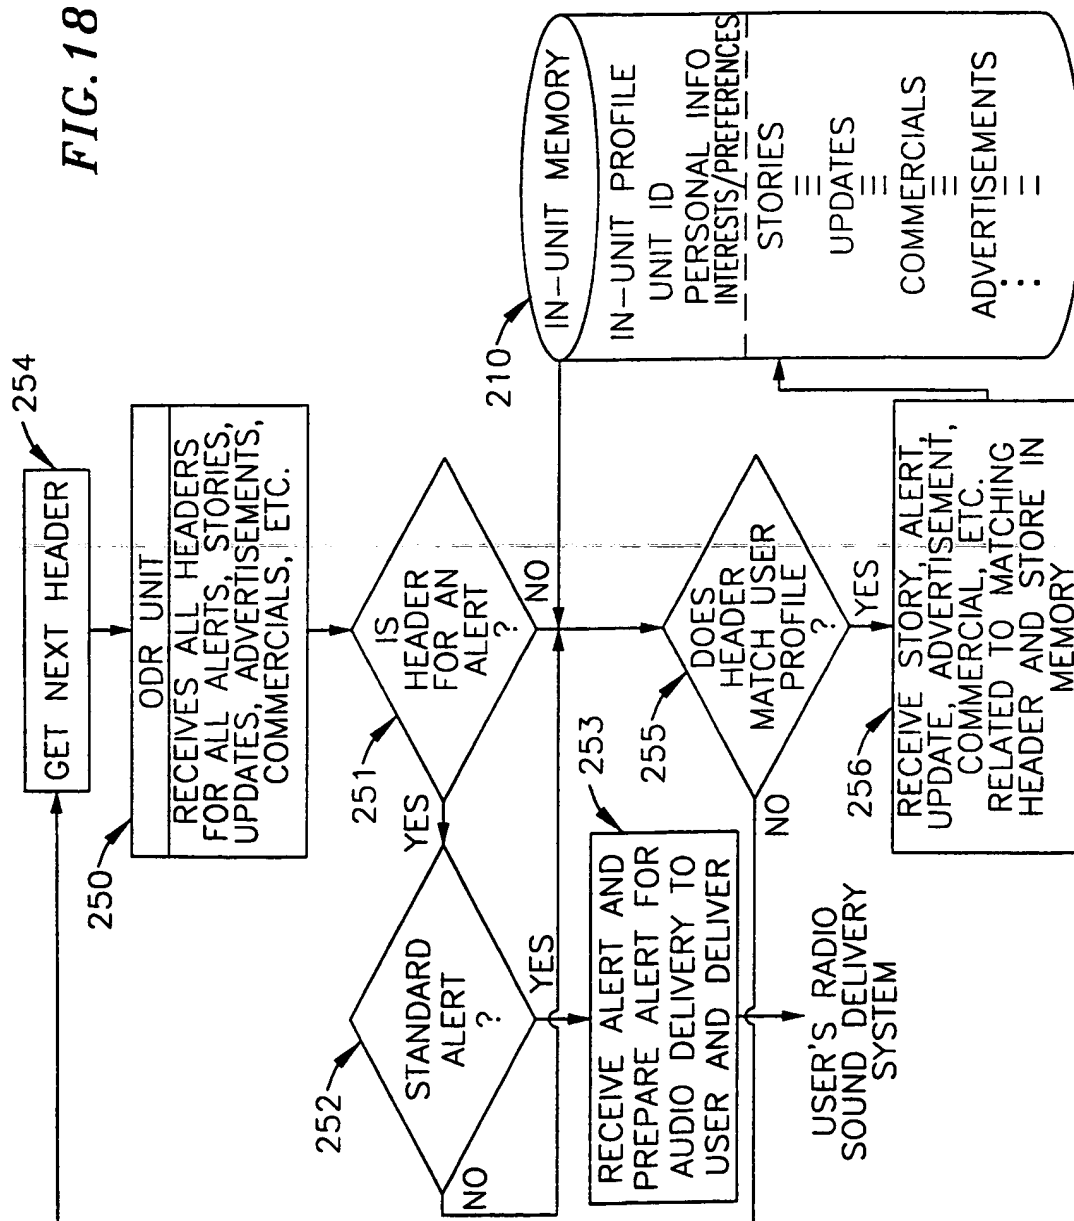 FIG.18
254
GET NEXT HEADER
250
ODR UNIT
RECEIVES ALL HEADERS
FOR ALL ALERTS, STORIES,
UPDATES, ADVERTISEMENTS,
COMMERCIALS, ETC.
251
IS
HEADER
FOR AN
ALERT
?
YES
NO
252
STANDARD
ALERT
?
NO
YES
253
RECEIVE ALERT AND
PREPARE ALERT FOR
AUDIO DELIVERY TO
USER AND DELIVER
USER'S RADIO
SOUND DELIVERY
SYSTEM
255
DOES
HEADER
MATCH USER
PROFILE
?
NO
YES
256
RECEIVE STORY, ALERT,
UPDATE, ADVERTISEMENT,
COMMERCIAL, ETC.
RELATED TO MATCHING
HEADER AND STORE IN
MEMORY
210
IN-UNIT MEMORY
IN-UNIT PROFILE
UNIT ID
PERSONAL INFO
INTERESTS/PREFERENCES
STORIES
UPDATES
COMMERCIALS
ADVERTISEMENTS